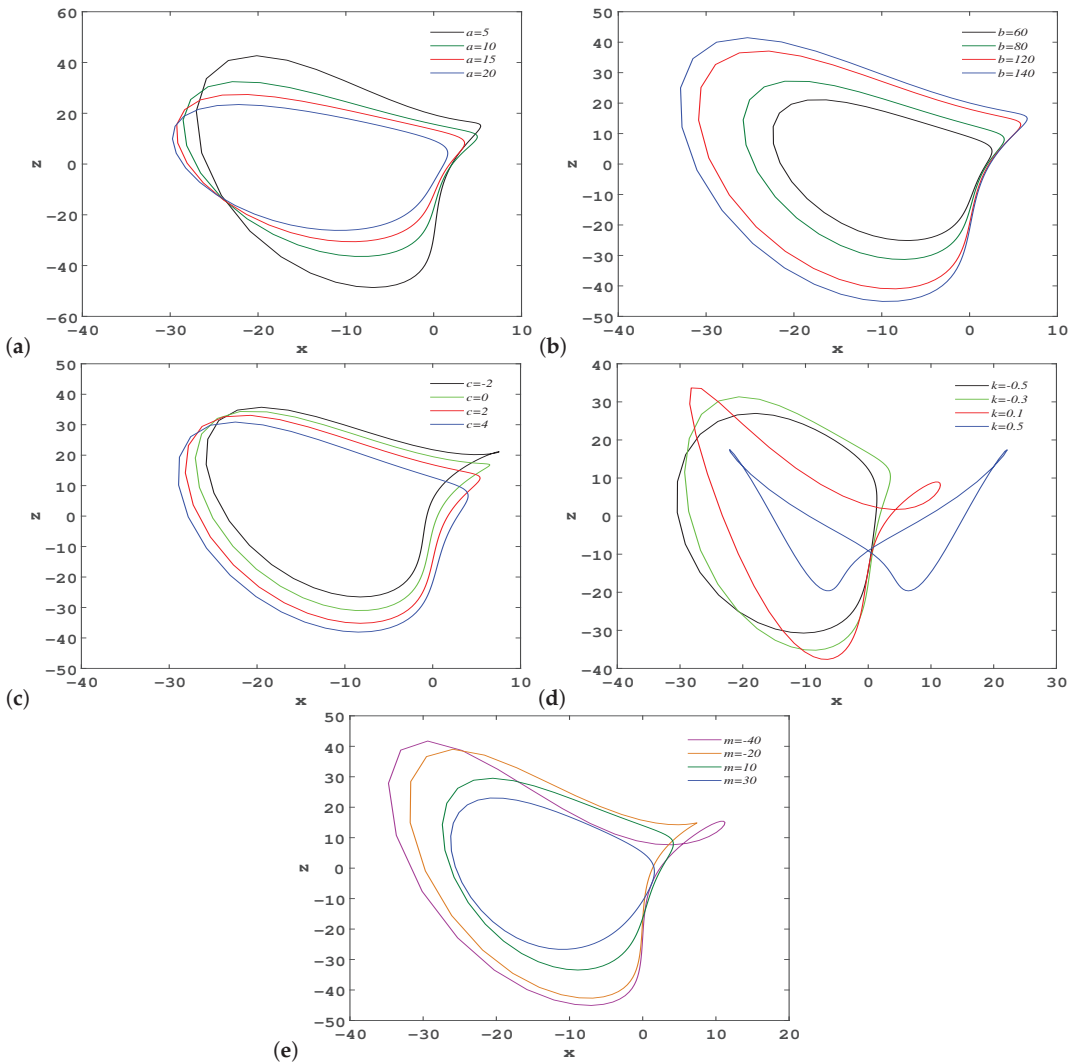 60
40
20
0
−20
−40
−60
−40 −30 −20 −10 0 10
z
x
a=5
a=10
a=15
a=20
(a)
50
40
30
20
10
0
−10
−20
−30
−40
−50
−40 −30 −20 −10 0 10
z
x
b=60
b=80
b=120
b=140
(b)
50
40
30
20
10
0
−10
−20
−30
−40
−50
−40 −30 −20 −10 0 10
z
x
c=-2
c=0
c=2
c=4
(c)
40
30
20
10
0
−10
−20
−30
−40
−40 −30 −20 −10 0 10 20 30
z
x
k=-0.5
k=-0.3
k=0.1
k=0.5
(d)
50
40
30
20
10
0
−10
−20
−30
−40
−50
−40 −30 −20 −10 0 10 20
z
x
m=-40
m=-20
m=10
m=30
(e)